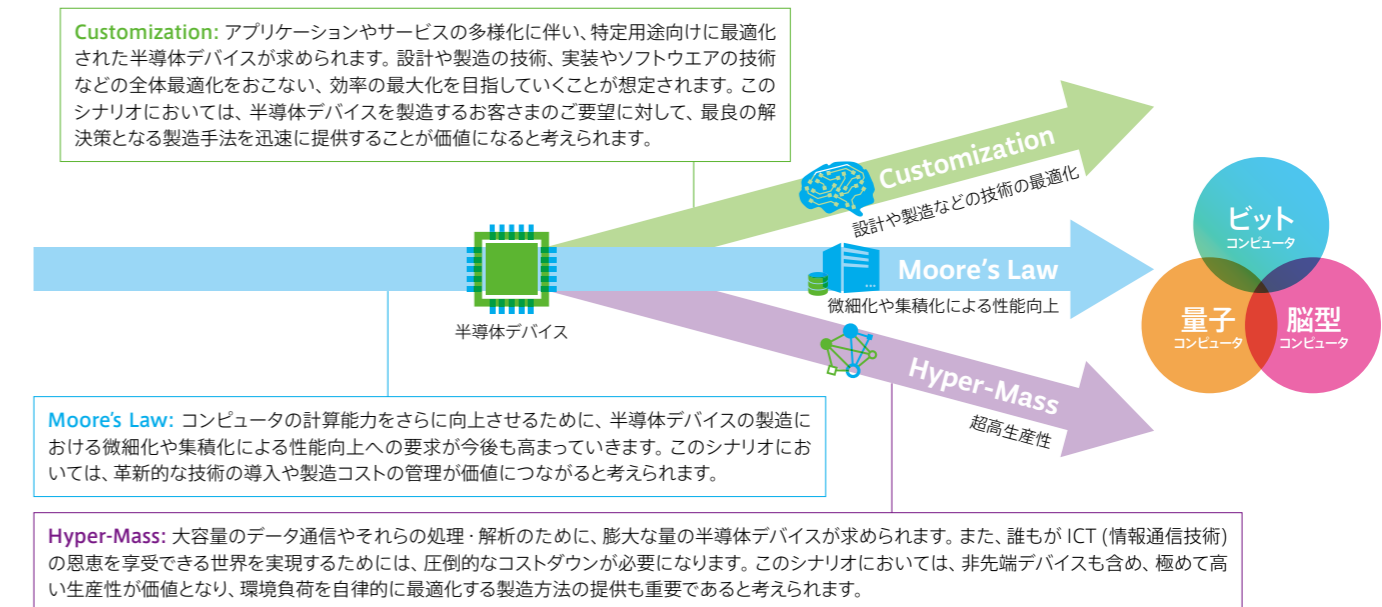 Customization: アプリケーションやサービスの多様化に伴い、特定用途向けに最適化
された半導体デバイスが求められます。設計や製造の技術、実装やソフトウエアの技術
などの全体最適化をおこない、効率の最大化を目指していくことが想定されます。この
シナリオにおいては、半導体デバイスを製造するお客さまのご要望に対して、最良の解
決策となる製造手法を迅速に提供することが価値になると考えられます。
Customization
設計や製造などの技術の最適化
Moore's Law
微細化や集積化による性能向上
半導体デバイス
Hyper-Mass
超高生産性
ビット
コンピュータ
量子
コンピュータ
脳型
コンピュータ
Moore's Law: コンピュータの計算能力をさらに向上させるために、半導体デバイスの製造に
おける微細化や集積化による性能向上への要求が今後も高まっていきます。このシナリオにお
いては、革新的な技術の導入や製造コストの管理が価値につながると考えられます。
Hyper-Mass: 大容量のデータ通信やそれらの処理・解析のために、膨大な量の半導体デバイスが求められます。また、誰もが ICT (情報通信技術)
の恩恵を享受できる世界を実現するためには、圧倒的なコストダウンが必要になります。このシナリオにおいては、非先端デバイスも含め、極めて高
い生産性が価値となり、環境負荷を自律的に最適化する製造方法の提供も重要であると考えられます。